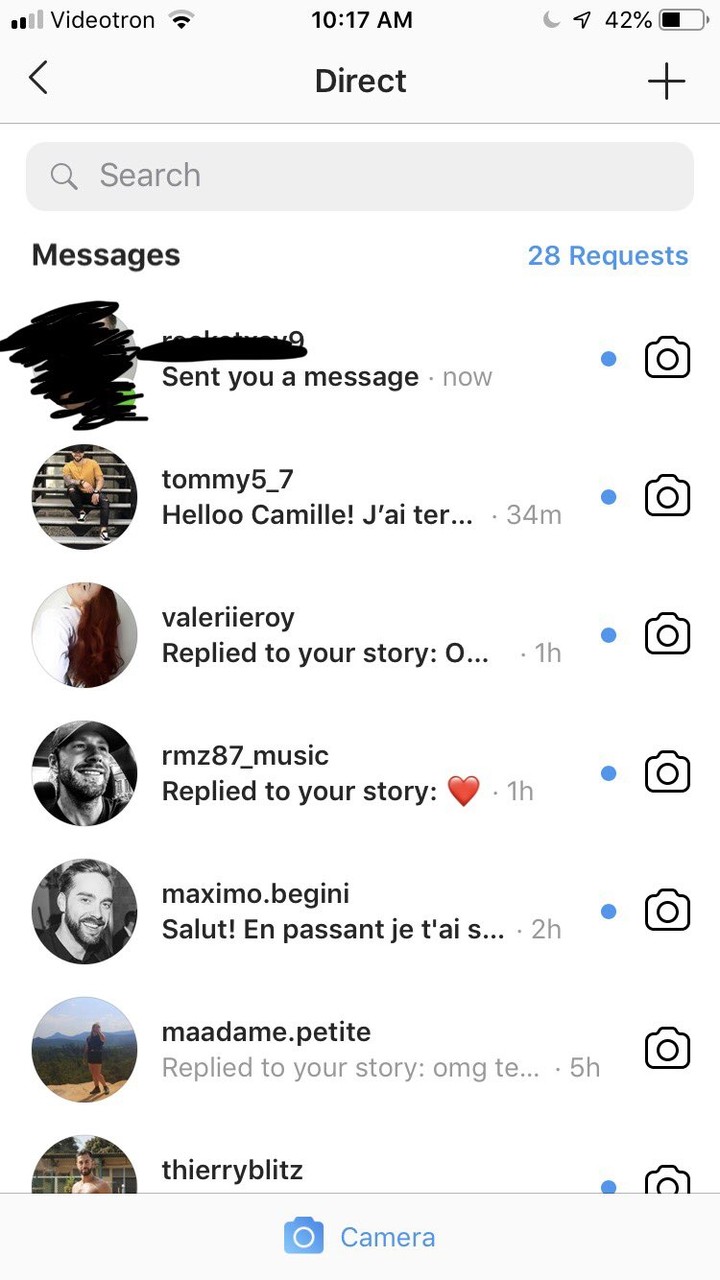 Videotron 10:17 AM 42%
Direct
Search
Messages 28 Requests
Sent you a message · now
tommy5_7
Helloo Camille! J’ai ter... · 34m
valeriieroy
Replied to your story: O... · 1h
rmz87_music
Replied to your story: ❤️ · 1h
maximo.begini
Salut! En passant je t'ai s... · 2h
maadame.petite
Replied to your story: omg te... · 5h
thierryblitz
Camera